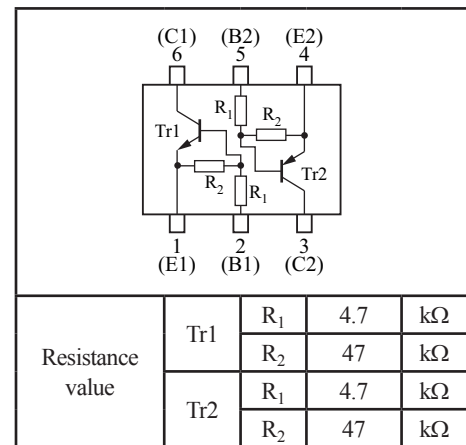 (C1) (B2) (E2)
6 5 4
R₁
R₂
Tr1
Tr2
R₂
R₁
1 2 3
(E1) (B1) (C2)
Resistance value Tr1 R₁ 4.7 kΩ
R₂ 47 kΩ
Tr2 R₁ 4.7 kΩ
R₂ 47 kΩ